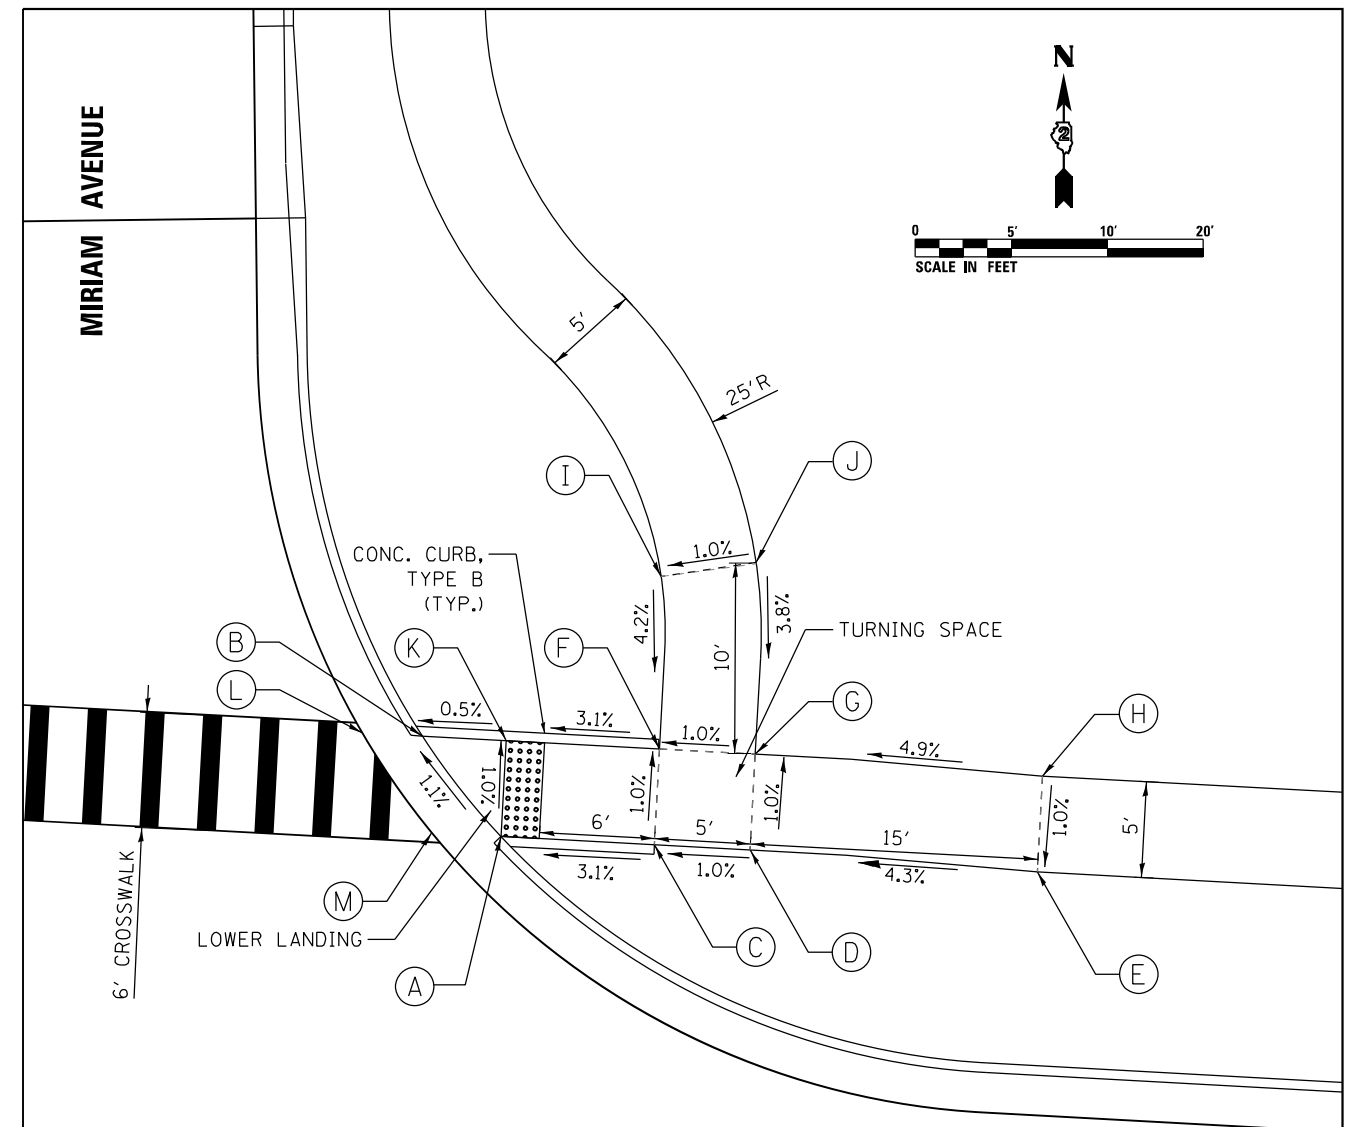 N
2
0 5' 10' 20'
SCALE IN FEET
MIRIAM AVENUE
5'
25'R
I
J
1.0%
CONC. CURB,
TYPE B
(TYP.)
4.2%
3.8%
10'
TURNING SPACE
B
K
F
L
G
H
0.5%
3.1%
1.0%
4.9%
1.1%
1.0%
1.0%
1.0%
1.0%
5'
6'
5'
15'
3.1%
1.0%
4.3%
6' CROSSWALK
M
LOWER LANDING
A
C
D
E